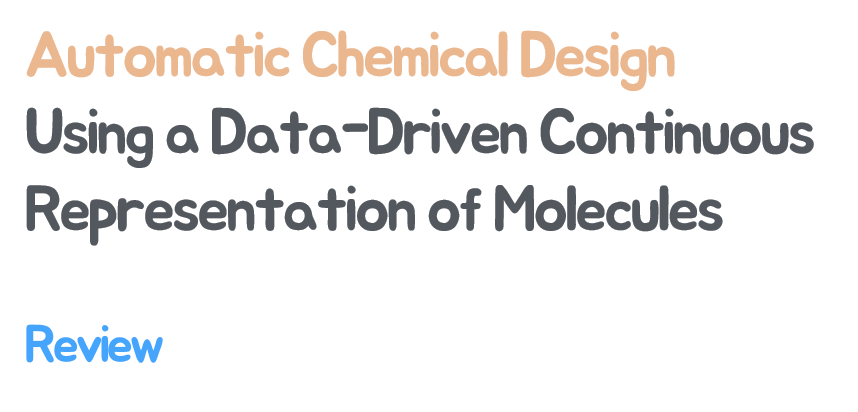 Automatic Chemical Design
Using a Data-Driven Continuous
Representation of Molecules
Review